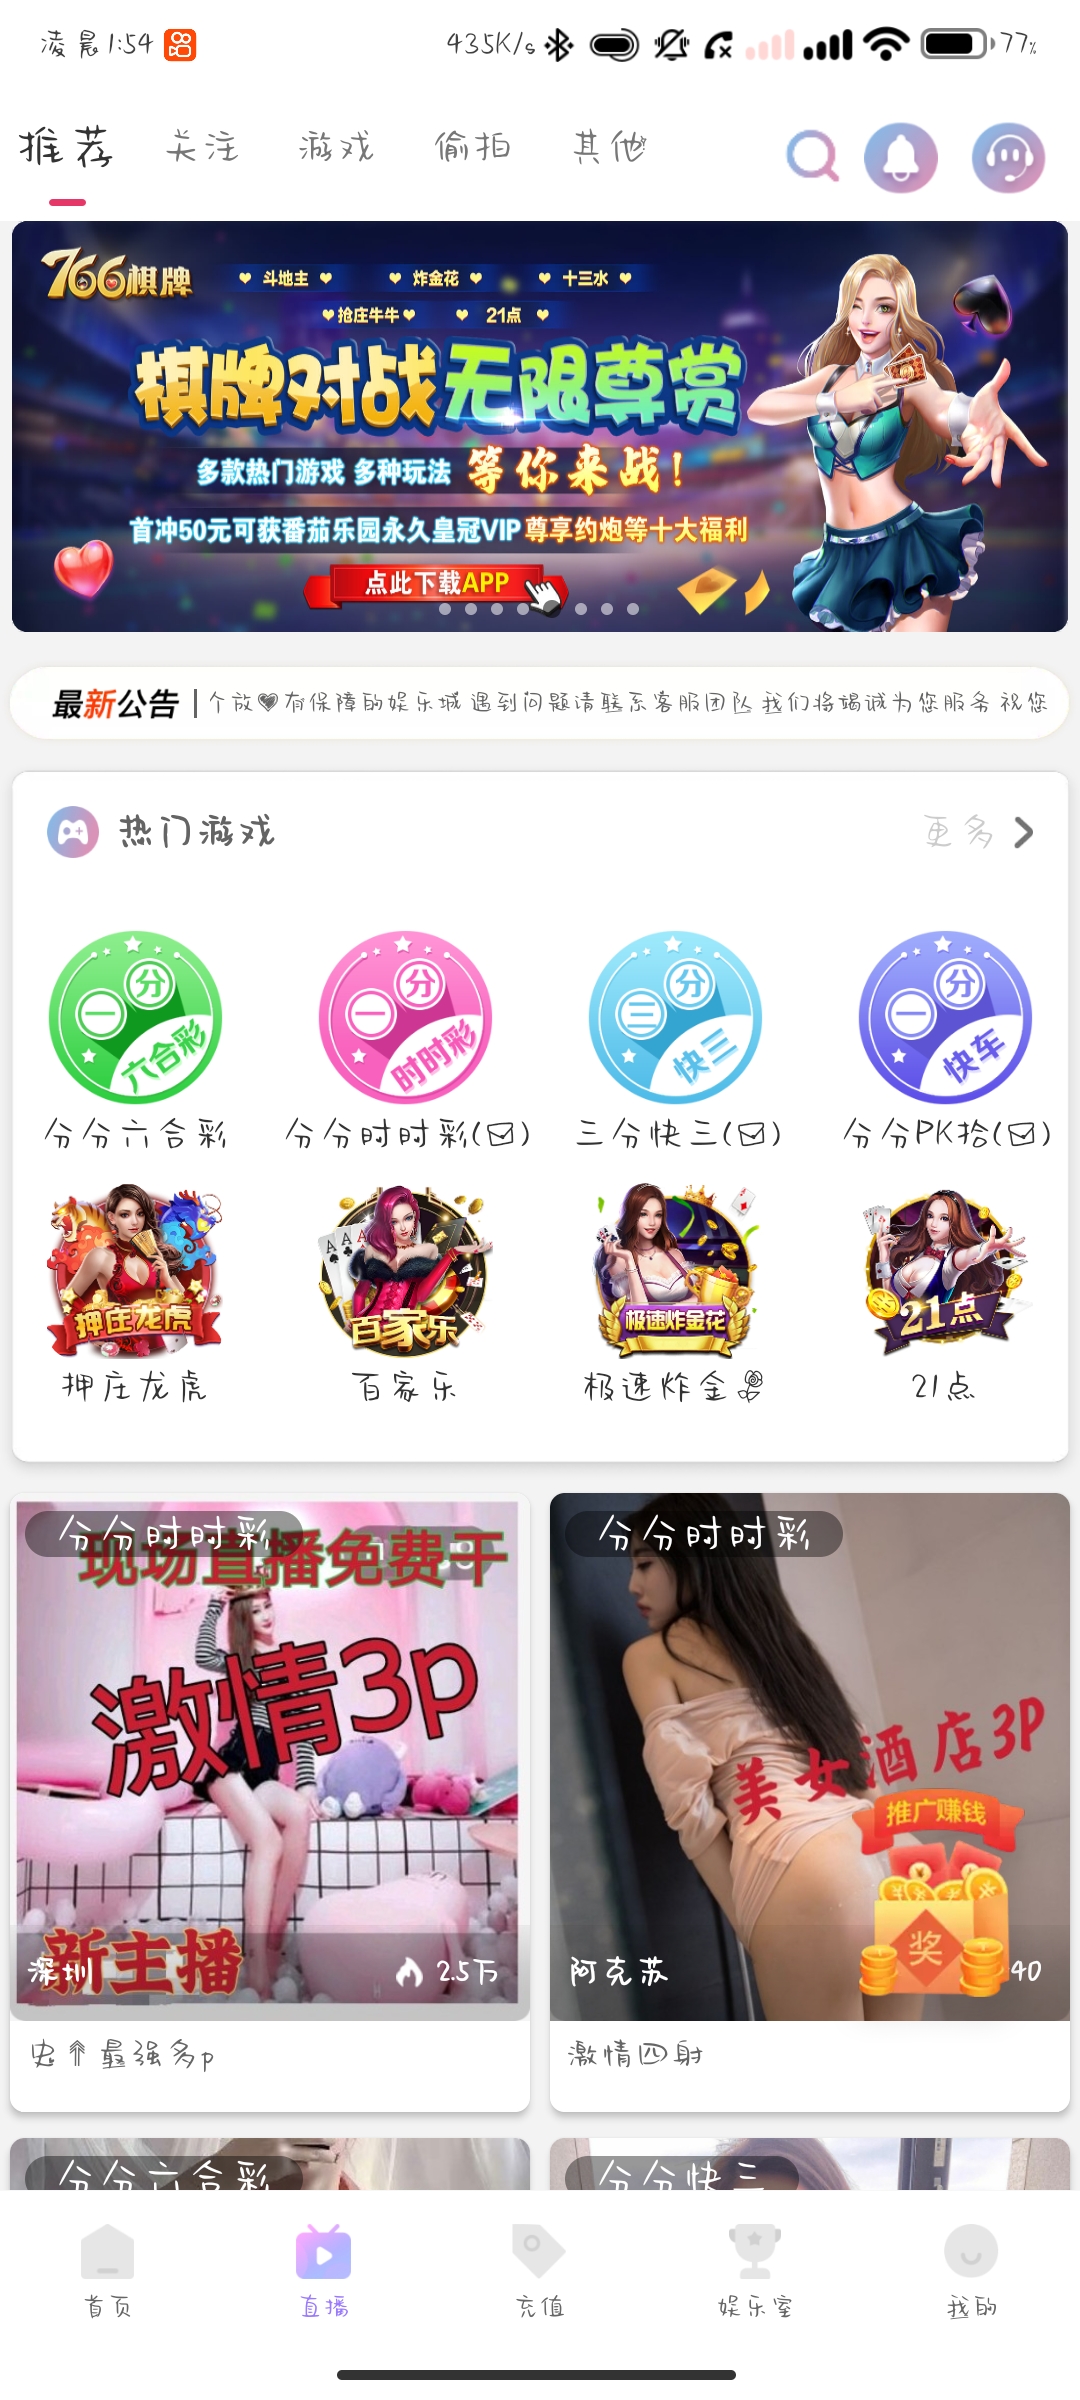 凌晨1:54
435K/s
77%
推荐 关注 游戏 偷拍 其他
766棋牌
斗地主 炸金花 十三水
抢庄牛牛 21点
棋牌对战无限尊赏
多款热门游戏 多种玩法 等你来战!
首冲50元可获番茄乐园永久皇冠VIP 尊享约炮等十大福利
点此下载APP
最新公告 个放💗有保障的娱乐城 遇到问题请联系客服团队 我们将竭诚为您服务 祝您
热门游戏
更多
一分 六合彩
一分 时时彩
三分 快三
一分 快车
分分六合彩 分分时时彩(☑) 三分快三(☑) 分分PK拾(☑)
押庄龙虎
百家乐
极速炸金花
21点
押庄龙虎 百家乐 极速炸金🌹 21点
分分时时彩
现场直播免费干
激情3p
新主播
深圳
2.5万
最强多p
分分时时彩
美女酒店3P
推广赚钱
奖
阿克苏
40
激情四射
分分六合彩
分分快三
首页 直播 充值 娱乐室 我的